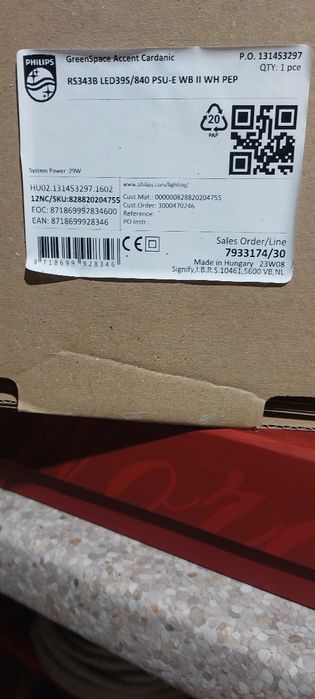 PHILIPS
GreenSpace Accent Cardanic
P.O. 131453297
QTY: 1 pce
RS343B LED39S/840 PSU-E WB II WH PEP
20
PAP
System Power :29W
HU02.131453297.1602
12NC/SKU:828820204755
EOC: 871869992834600
EAN: 8718699928346
www.philips.com/lighting/
Cust.Mat: 000000828820204755
Cust.Order: 3000470246
Reference:
PO Instr.:
8 718699 928346
CE
Sales Order/Line
7933174/30
Made in Hungary 23W08
Signify,I.B.R.S.10461,5600 VB,NL